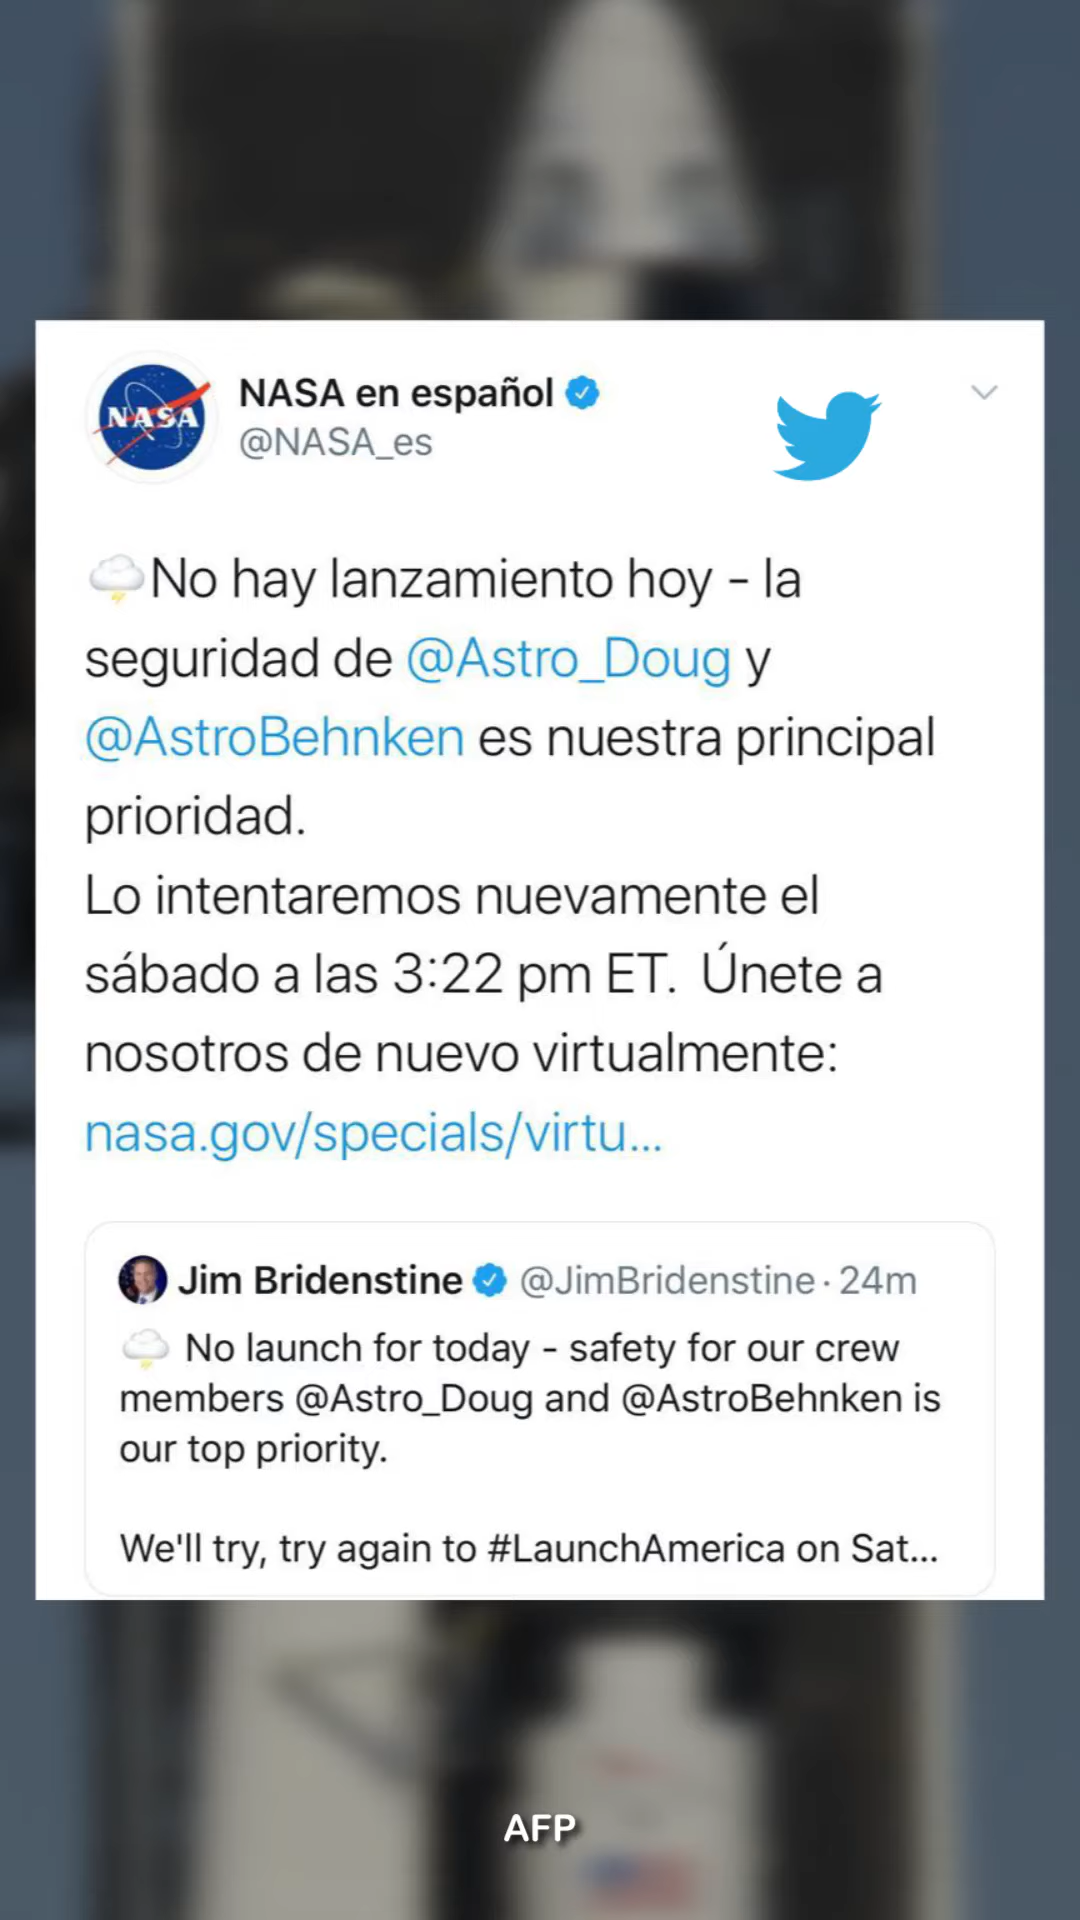 NASA
NASA en español
@NASA_es
🌩️No hay lanzamiento hoy - la
seguridad de @Astro_Doug y
@AstroBehnken es nuestra principal
prioridad.
Lo intentaremos nuevamente el
sábado a las 3:22 pm ET. Únete a
nosotros de nuevo virtualmente:
nasa.gov/specials/virtu...
Jim Bridenstine @JimBridenstine · 24m
🌩️ No launch for today - safety for our crew
members @Astro_Doug and @AstroBehnken is
our top priority.
We'll try, try again to #LaunchAmerica on Sat...
AFP